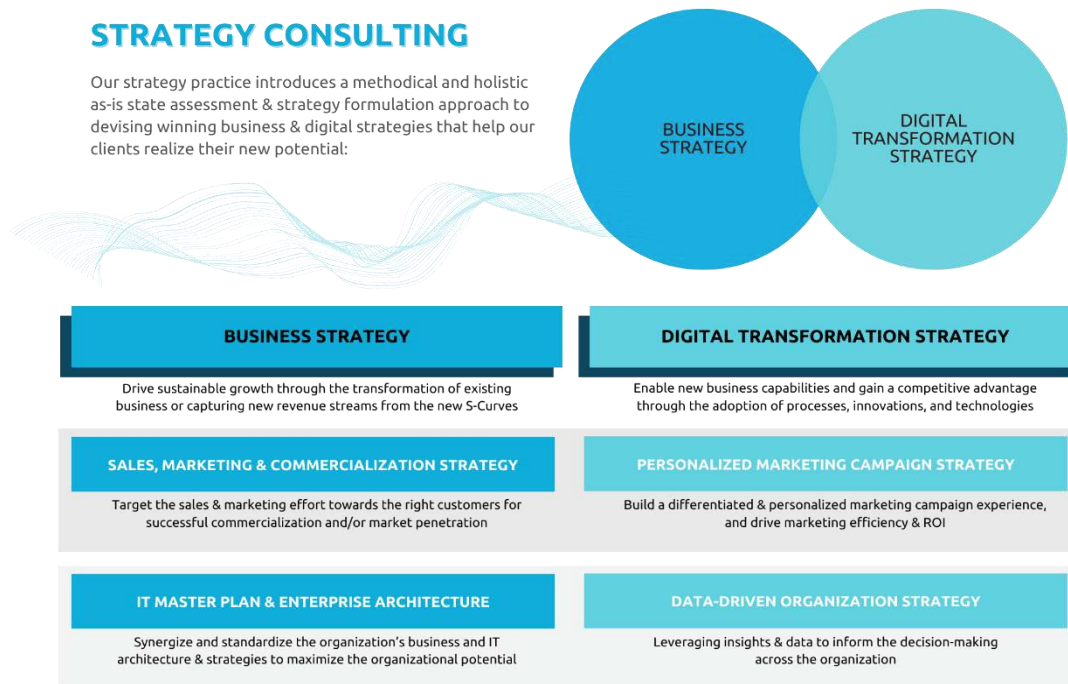 STRATEGY CONSULTING
Our strategy practice introduces a methodical and holistic
as-is state assessment & strategy formulation approach to
devising winning business & digital strategies that help our
clients realize their new potential:
BUSINESS
STRATEGY
DIGITAL
TRANSFORMATION
STRATEGY
BUSINESS STRATEGY
Drive sustainable growth through the transformation of existing
business or capturing new revenue streams from the new S-Curves
DIGITAL TRANSFORMATION STRATEGY
Enable new business capabilities and gain a competitive advantage
through the adoption of processes, innovations, and technologies
SALES, MARKETING & COMMERCIALIZATION STRATEGY
Target the sales & marketing effort towards the right customers for
successful commercialization and/or market penetration
PERSONALIZED MARKETING CAMPAIGN STRATEGY
Build a differentiated & personalized marketing campaign experience,
and drive marketing efficiency & ROI
IT MASTER PLAN & ENTERPRISE ARCHITECTURE
Synergize and standardize the organization's business and IT
architecture & strategies to maximize the organizational potential
DATA-DRIVEN ORGANIZATION STRATEGY
Leveraging insights & data to inform the decision-making
across the organization